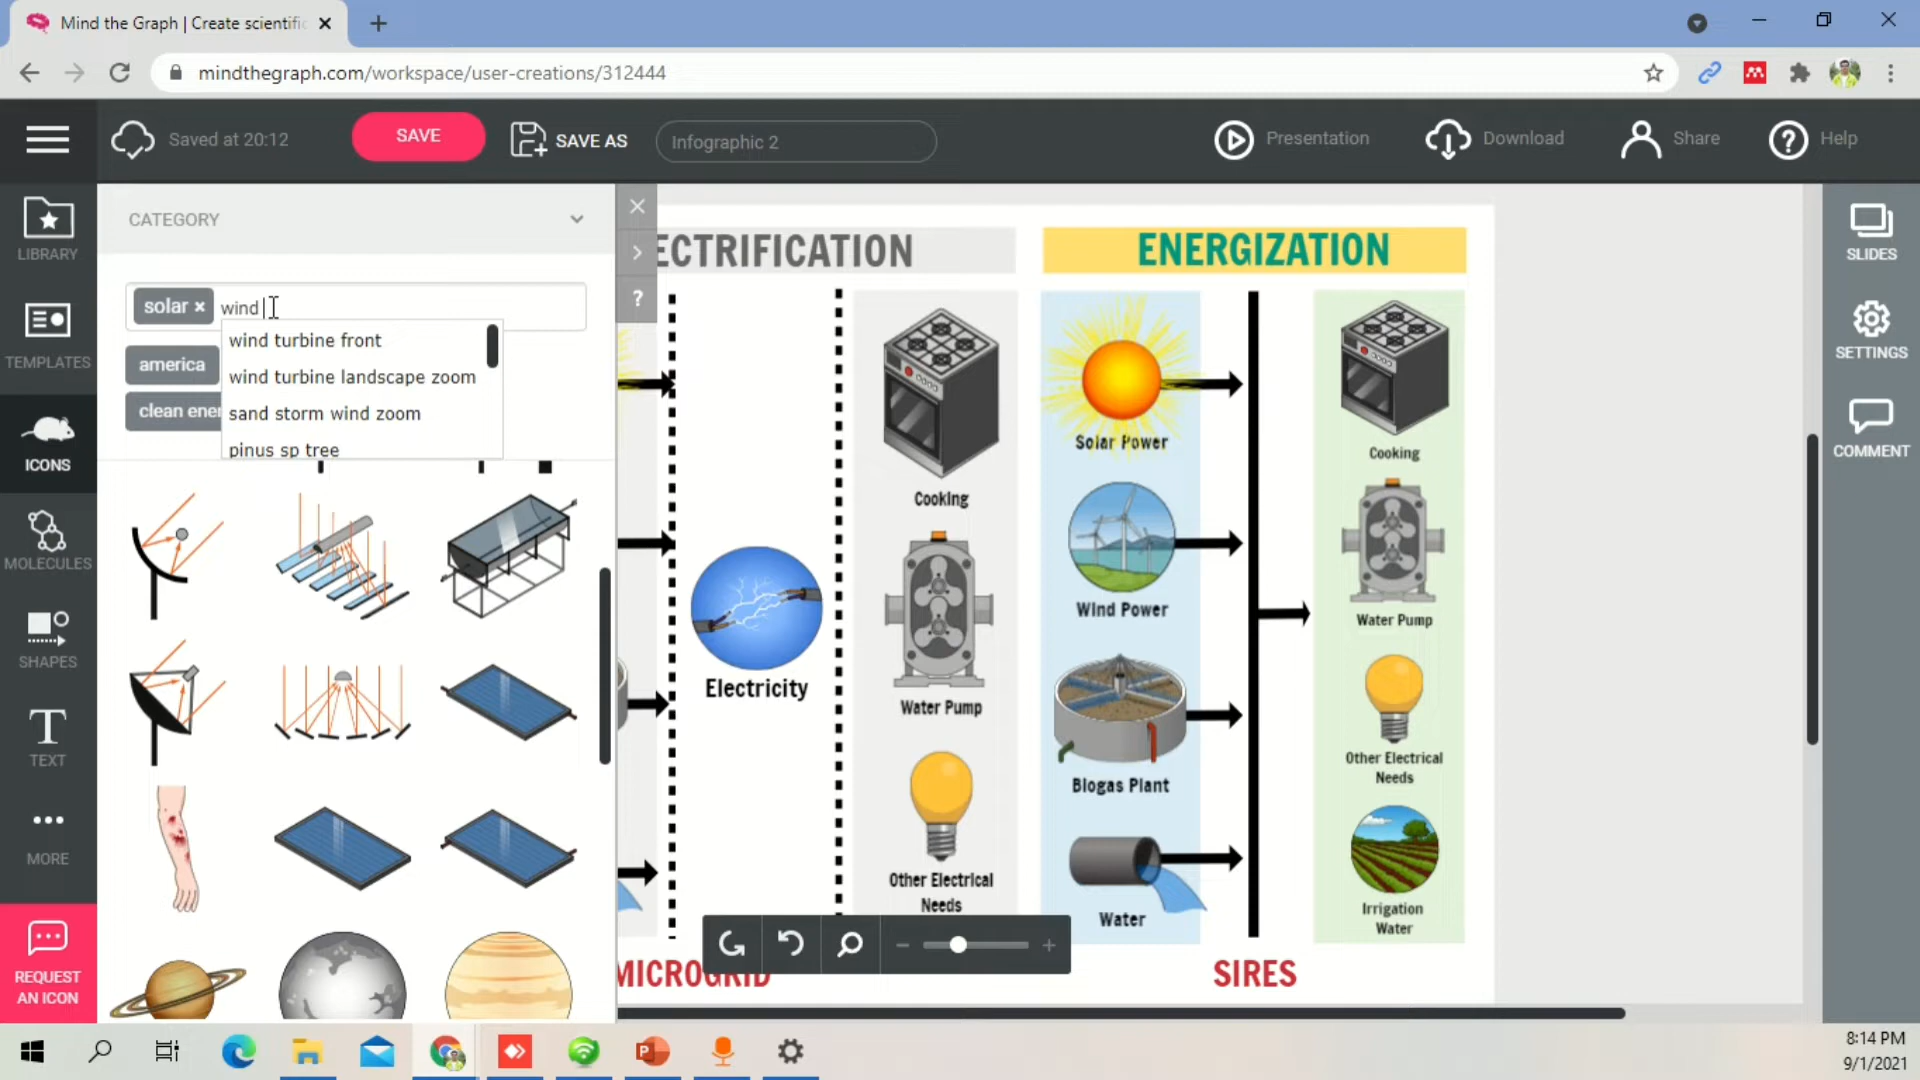 Mind the Graph | Create scientific
mindthegraph.com/workspace/user-creations/312444
Saved at 20:12
SAVE
SAVE AS
Infographic 2
Presentation
Download
Share
Help
LIBRARY
TEMPLATES
ICONS
MOLECULES
SHAPES
TEXT
MORE
REQUEST
AN ICON
CATEGORY
solar ×
wind
wind turbine front
wind turbine landscape zoom
sand storm wind zoom
pinus sp tree
america
clean ener
?
ECTRIFICATION
Electricity
Cooking
Water Pump
Other Electrical
Needs
MICROGRID
ENERGIZATION
Solar Power
Wind Power
Biogas Plant
Water
Cooking
Water Pump
Other Electrical
Needs
Irrigation
Water
SIRES
SLIDES
SETTINGS
COMMENT
8:14 PM
9/1/2021